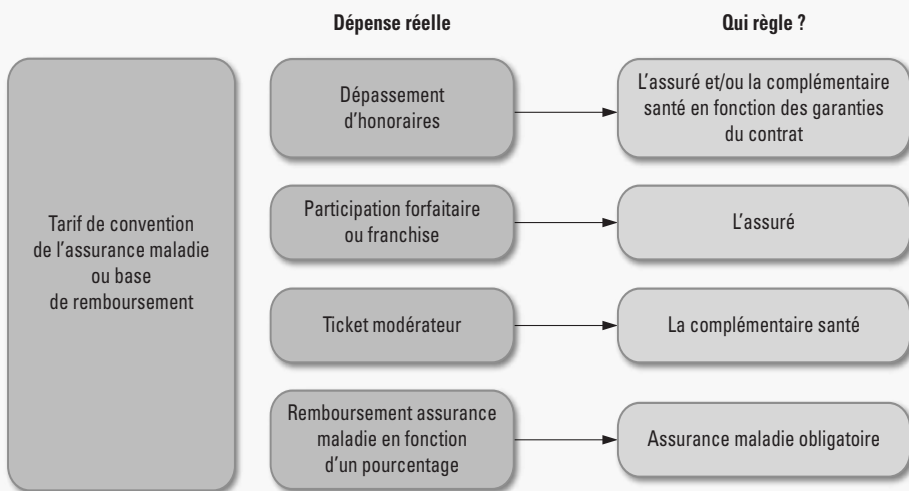 Dépense réelle
Qui règle ?
Tarif de convention
de l'assurance maladie
ou base
de remboursement
Dépassement
d'honoraires
L'assuré et/ou la complémentaire
santé en fonction des garanties
du contrat
Participation forfaitaire
ou franchise
L'assuré
Ticket modérateur
La complémentaire santé
Remboursement assurance
maladie en fonction
d'un pourcentage
Assurance maladie obligatoire